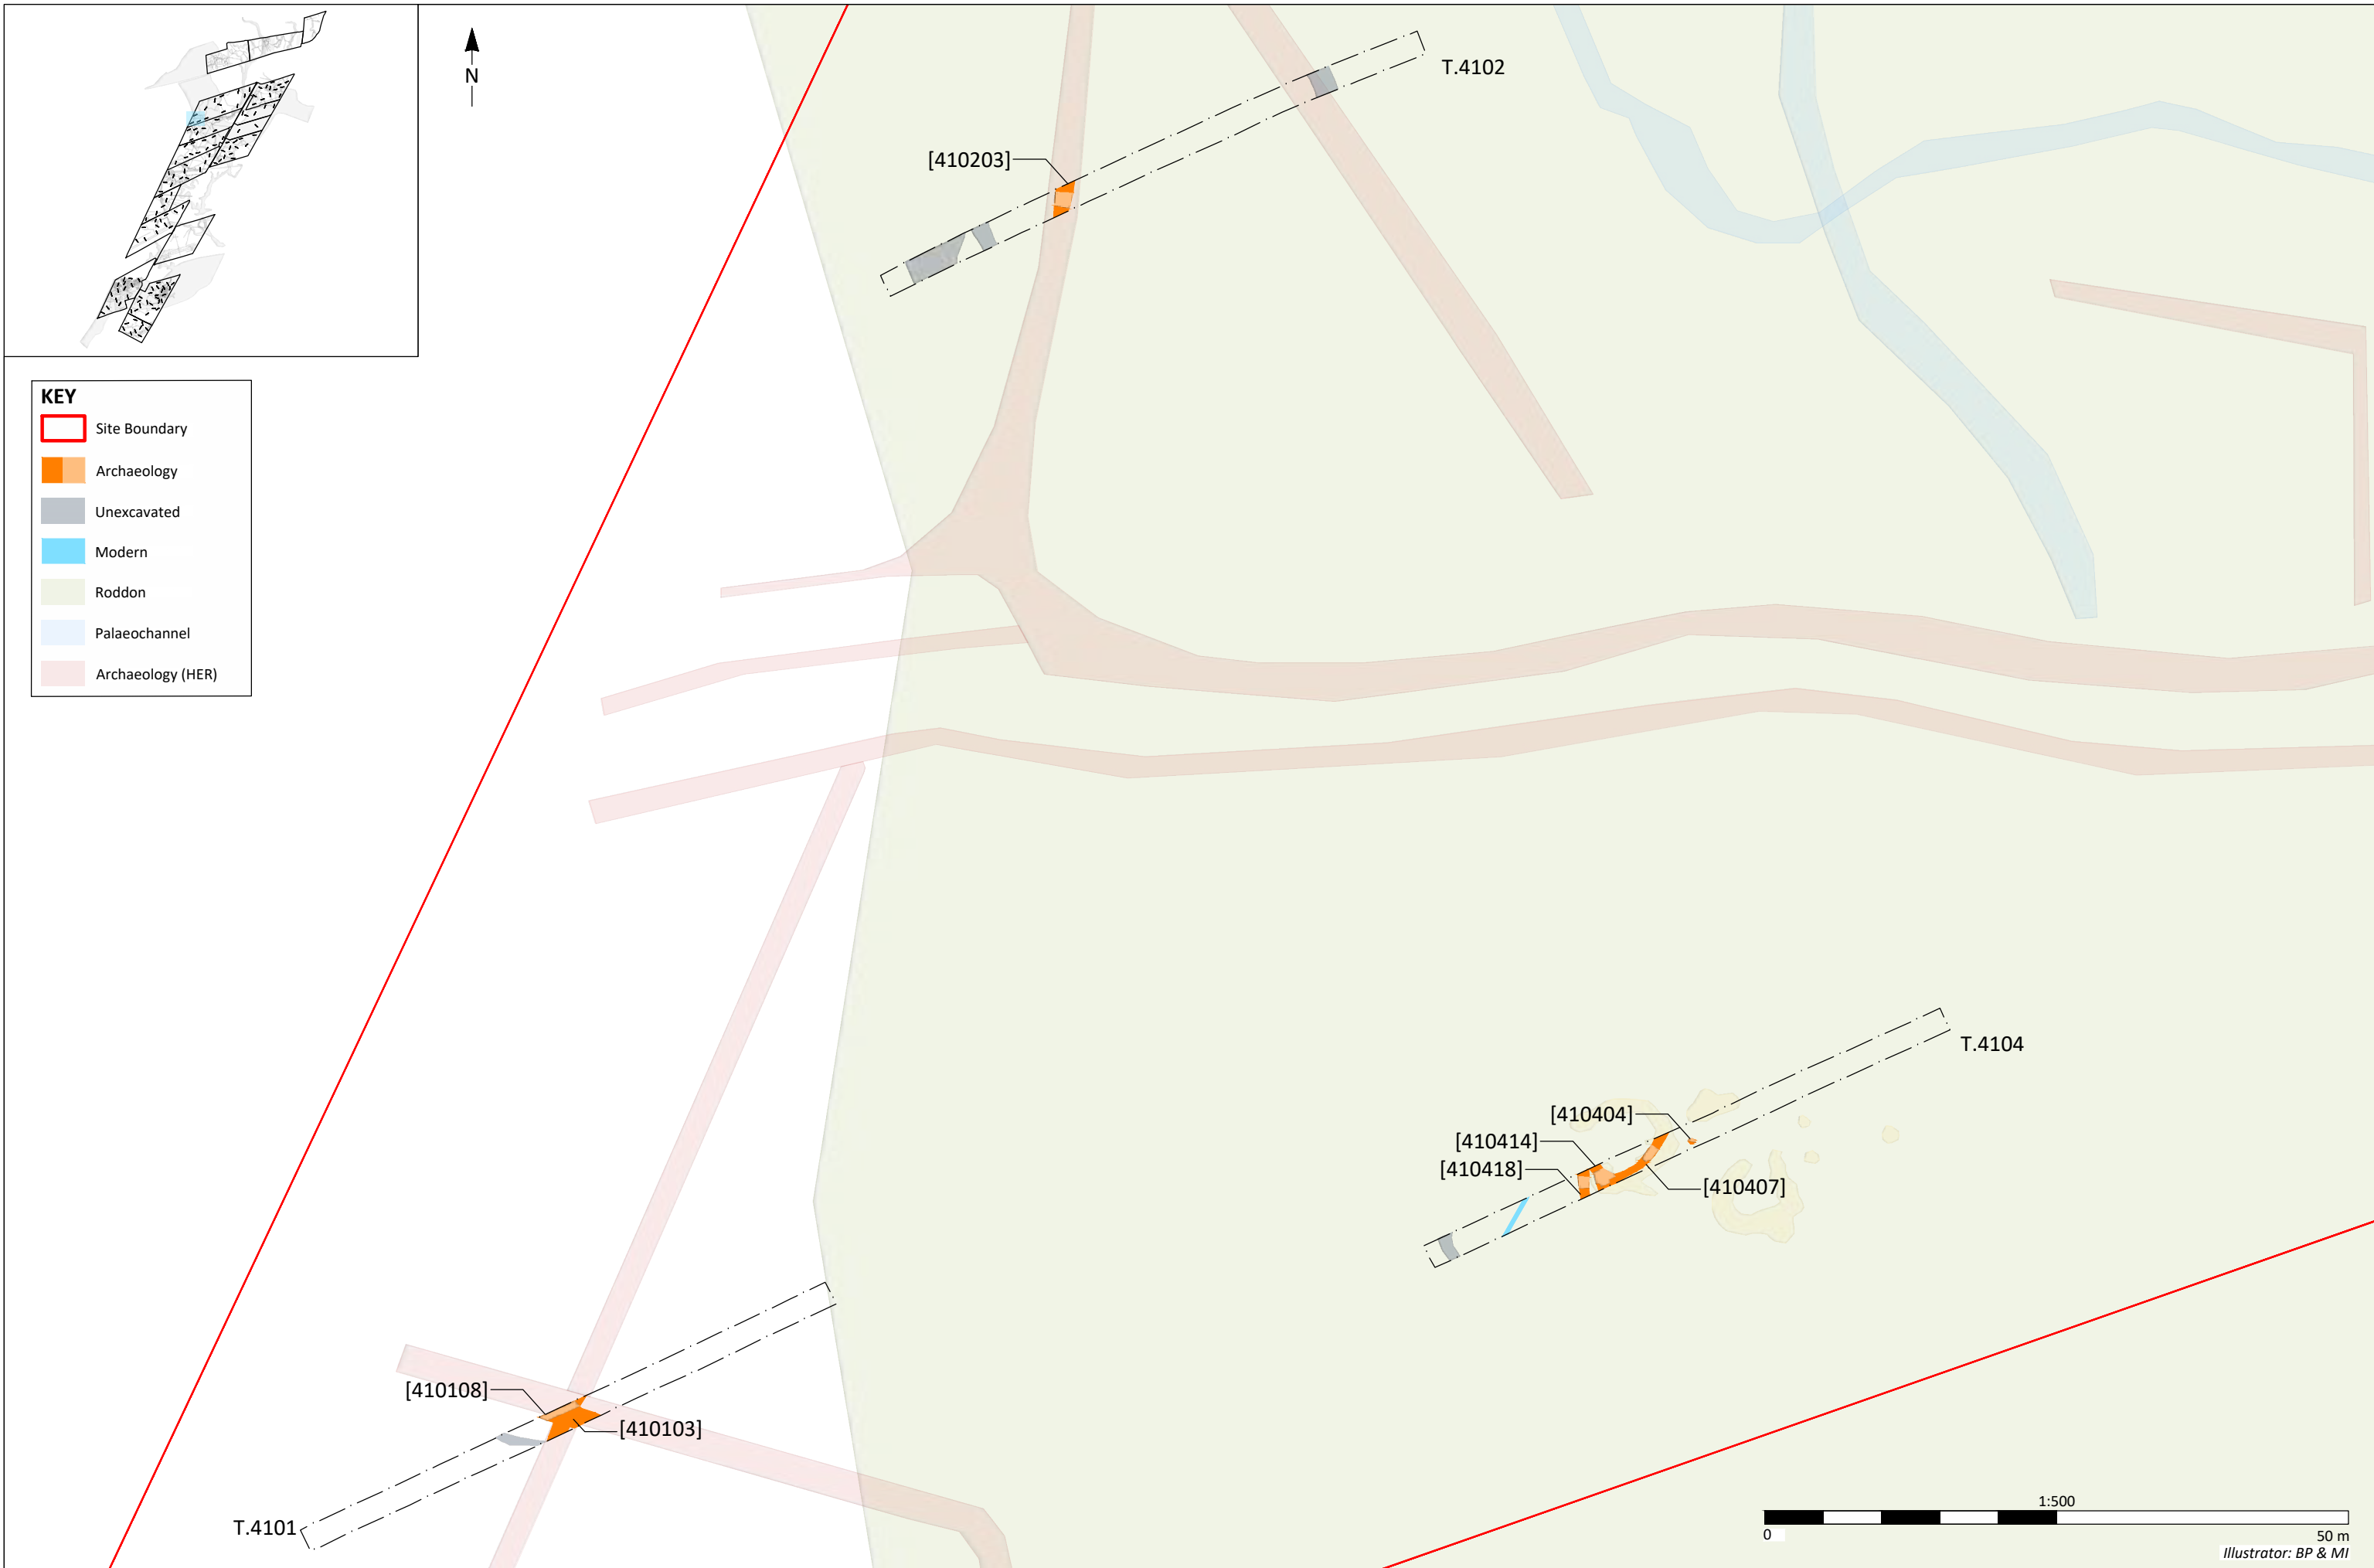 N
T.4102
[410203]
KEY
Site Boundary
Archaeology
Unexcavated
Modern
Roddon
Palaeochannel
Archaeology (HER)
T.4104
[410404]
[410414]
[410418]
[410407]
[410108]
[410103]
T.4101
1:500
0 50 m
Illustrator: BP & MI